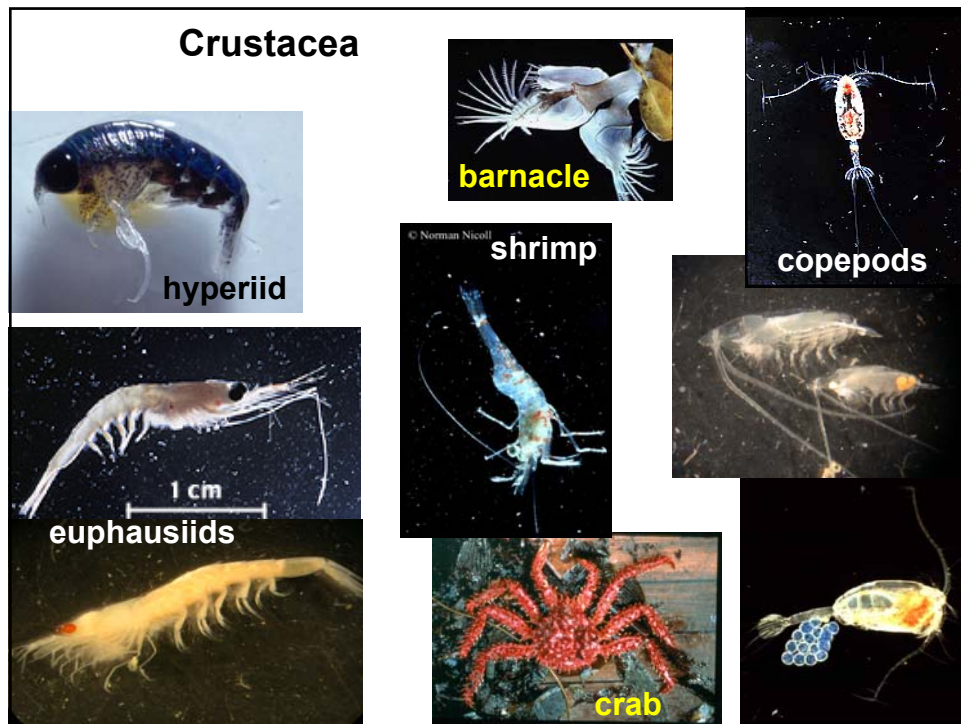 Crustacea
barnacle
© Norman Nicoll
shrimp
copepods
hyperiid
1 cm
euphausiids
crab